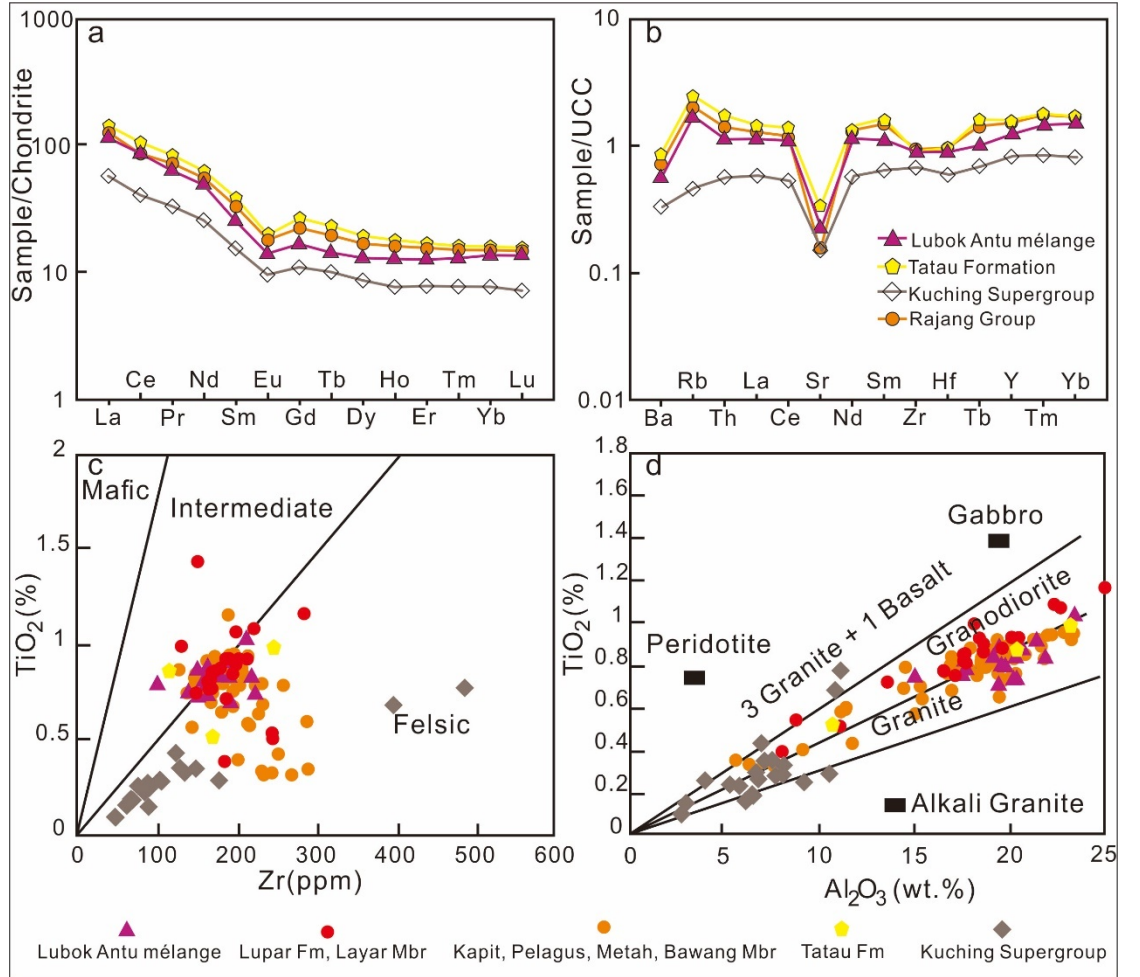 a
1000
100
10
1
Sample/Chondrite
Ce Nd Eu Tb Ho Tm Lu
La Pr Sm Gd Dy Er Yb
b
10
1
0.1
0.01
Sample/UCC
Lubok Antu mélange
Tatau Formation
Kuching Supergroup
Rajang Group
Rb La Sr Sm Hf Y Yb
Ba Th Ce Nd Zr Tb Tm
c
Mafic
Intermediate
Felsic
2
1.5
1
0.5
0
TiO2(%)
0 100 200 300 400 500 600
Zr(ppm)
d
1.6
1.4
1.2
1.0
0.8
0.6
0.4
0.2
0
TiO2(%)
Gabbro
Peridotite
3 Granite + 1 Basalt
Granodiorite
Granite
Alkali Granite
0 5 10 15 20 25
Al2O3 (wt.%)
Lubok Antu mélange Lupar Fm, Layar Mbr Kapit, Pelagus, Metah, Bawang Mbr Tatau Fm Kuching Supergroup